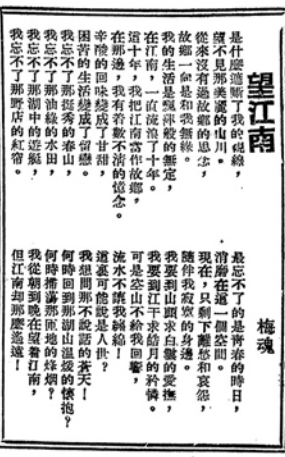 望江南
梅魂
是什麼遮斷了我的視線，
望不見那美麗的山川。
從來沒有過故鄉的思念，
故鄉一向是和我無緣。
我的生活是飄萍般的無定，
在江南，一直流浪了十年。
這十年，我把江南當作故鄉，
在那邊，我有着數不清的憶念。
辛酸的回味變成了甘甜，
困苦的生活變成了留戀。
我忘不了那挺秀的春山，
我忘不了那油綠的水田，
我忘不了那湖中的遊艇，
我忘不了那野店的紅帘。
最忘不了的是青春的時日，
消磨在這一個空間。
現在，只剩下離愁和哀怨，
隨伴我寂寞的身邊。
我要到山頭求白雲的愛撫，
我要到江干求皓月的矜憐。
可是空山不給我回響，
流水不讓我綿綿！
這裏可能說是人世？
我想問那不說話的蒼天！
何時回到那湖山溫煖的懷抱？
何時掃蕩那匝地的烽烟？
我從朝到晚在望着江南，
但江南却那麼遙遠！